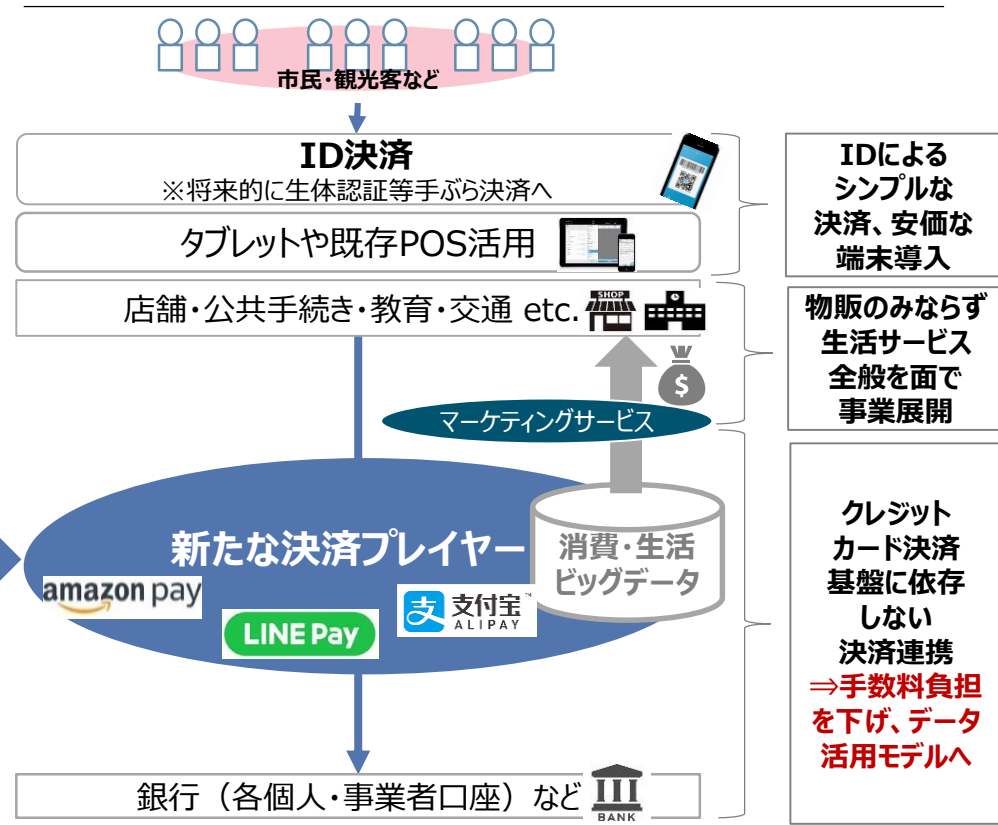 市民・観光客など
ID決済
※将来的に生体認証等手ぶら決済へ
タブレットや既存POS活用
店舗・公共手続き・教育・交通 etc.
SHOP
W
$
マーケティングサービス
新たな決済プレイヤー
消費・生活
ビッグデータ
amazon pay
LINE Pay
支 支付宝™
ALIPAY
銀行（各個人・事業者口座）など
BANK
IDによる
シンプルな
決済、安価な
端末導入
物販のみならず
生活サービス
全般を面で
事業展開
クレジット
カード決済
基盤に依存
しない
決済連携
⇒手数料負担
を下げ、データ
活用モデルへ